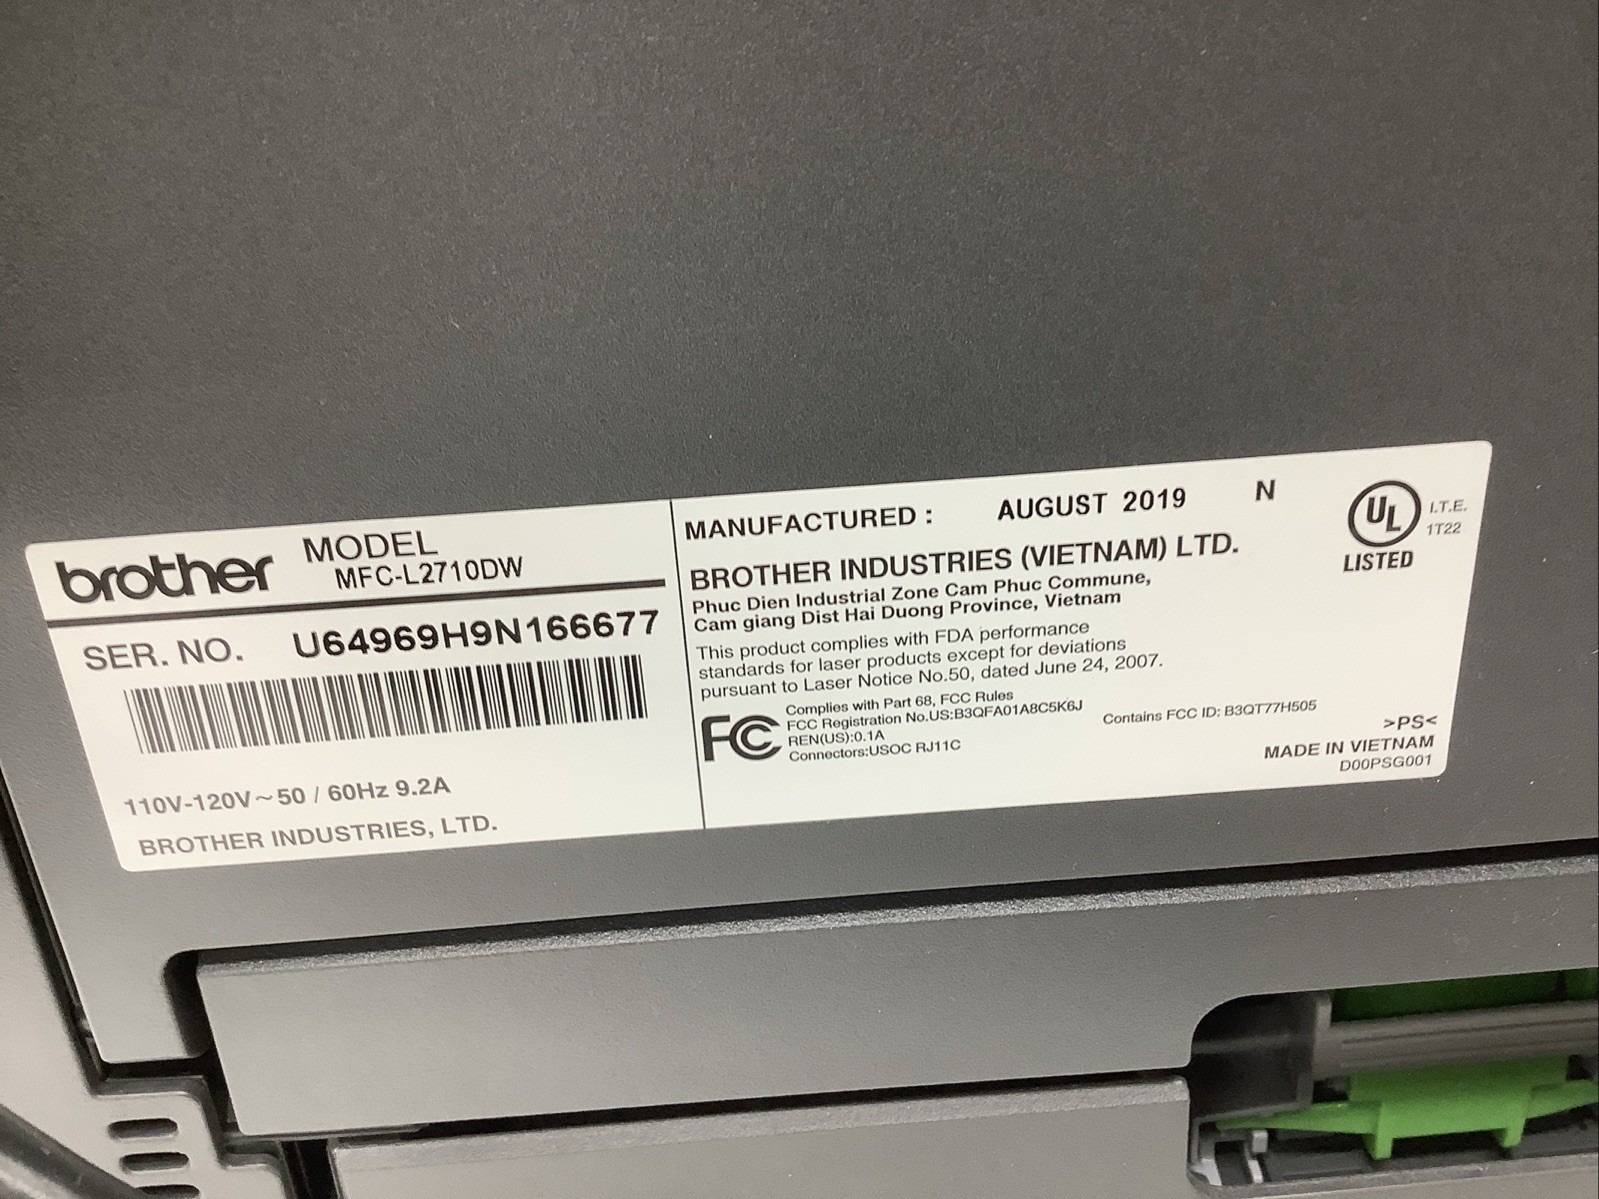 brother
MODEL
MFC-L2710DW
SER. NO. U64969H9N166677
110V-120V~50 / 60Hz 9.2A
BROTHER INDUSTRIES, LTD.
MANUFACTURED : AUGUST 2019 N
BROTHER INDUSTRIES (VIETNAM) LTD.
Phuc Dien Industrial Zone Cam Phuc Commune,
Cam giang Dist Hai Duong Province, Vietnam
This product complies with FDA performance
standards for laser products except for deviations
pursuant to Laser Notice No.50, dated June 24, 2007.
FC
Complies with Part 68, FCC Rules
FCC Registration No.US:B3QFA01A8C5K6J
REN(US):0.1A
Connectors:USOC RJ11C
Contains FCC ID: B3QT77H505
UL
LISTED
I.T.E.
1T22
>PS<
MADE IN VIETNAM
D00PSG001